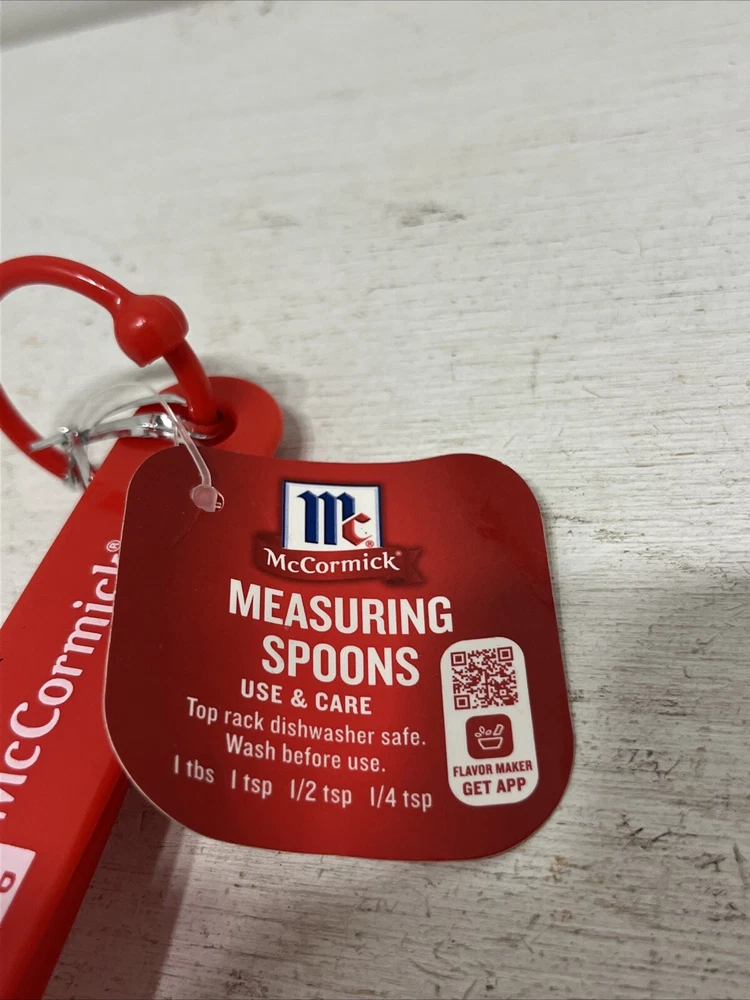 Mc ®
McCormick®
MEASURING
SPOONS
USE & CARE
Top rack dishwasher safe.
Wash before use.
1 tbs 1 tsp 1/2 tsp 1/4 tsp
FLAVOR MAKER
GET APP
McCormick®
D